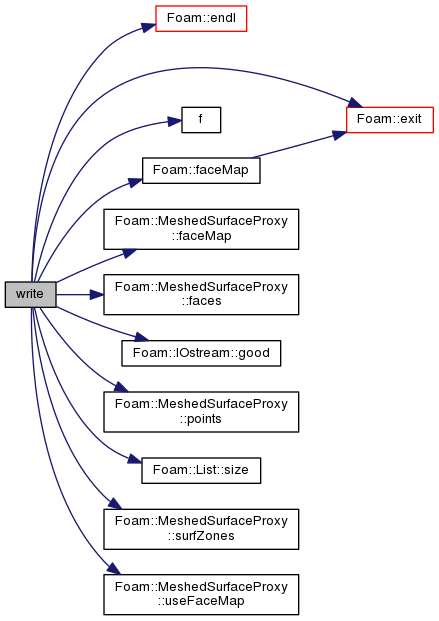 Foam::endl
f
Foam::exit
Foam::faceMap
Foam::MeshedSurfaceProxy
::faceMap
write
Foam::MeshedSurfaceProxy
::faces
Foam::IOstream::good
Foam::MeshedSurfaceProxy
::points
Foam::List::size
Foam::MeshedSurfaceProxy
::surfZones
Foam::MeshedSurfaceProxy
::useFaceMap